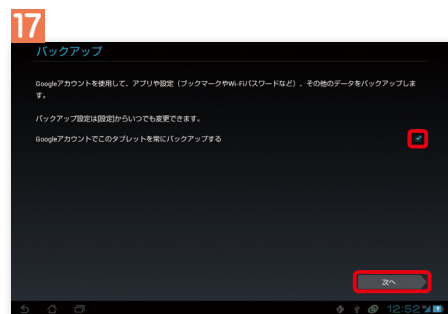 17
バックアップ
Googleアカウントを使用して、アプリや設定（ブックマークやWi-Fiパスワードなど）、その他のデータをバックアップしま
す。
バックアップ設定は[設定]からいつでも変更できます。
Googleアカウントでこのタブレットを常にバックアップする
次へ
12:52